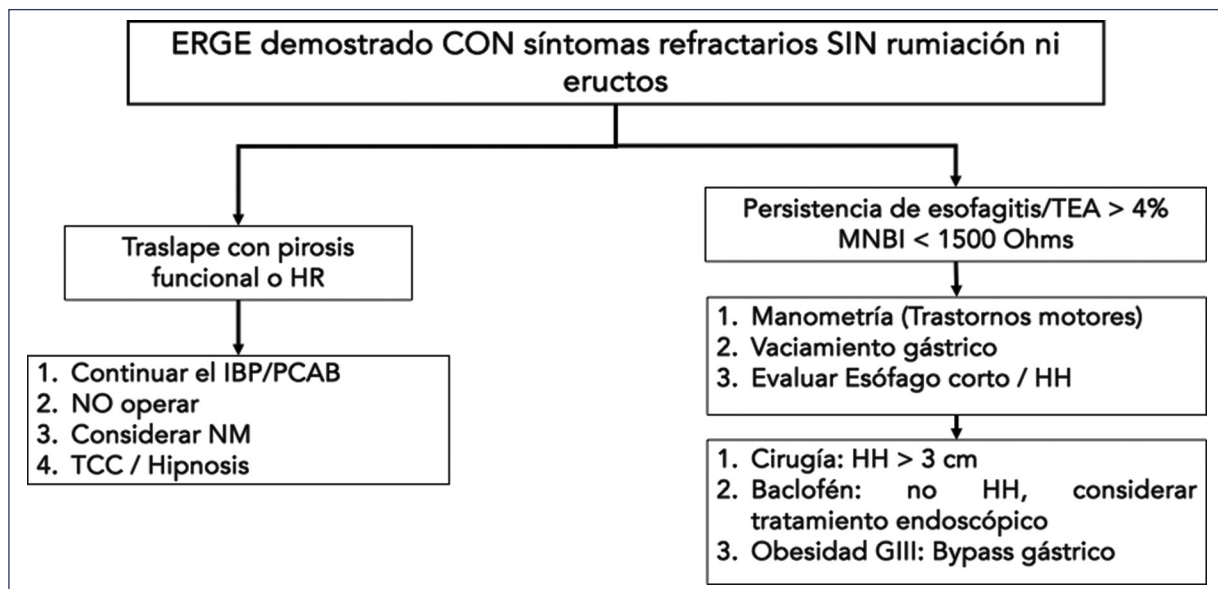 ERGE demostrado CON síntomas refractarios SIN rumiación ni
eructos
Traslape con pirosis
funcional o HR
1. Continuar el IBP/PCAB
2. NO operar
3. Considerar NM
4. TCC / Hipnosis
Persistencia de esofagitis/TEA > 4%
MNBI < 1500 Ohms
1. Manometría (Trastornos motores)
2. Vaciamiento gástrico
3. Evaluar Esófago corto / HH
1. Cirugía: HH > 3 cm
2. Baclofén: no HH, considerar
tratamiento endoscópico
3. Obesidad GIII: Bypass gástrico